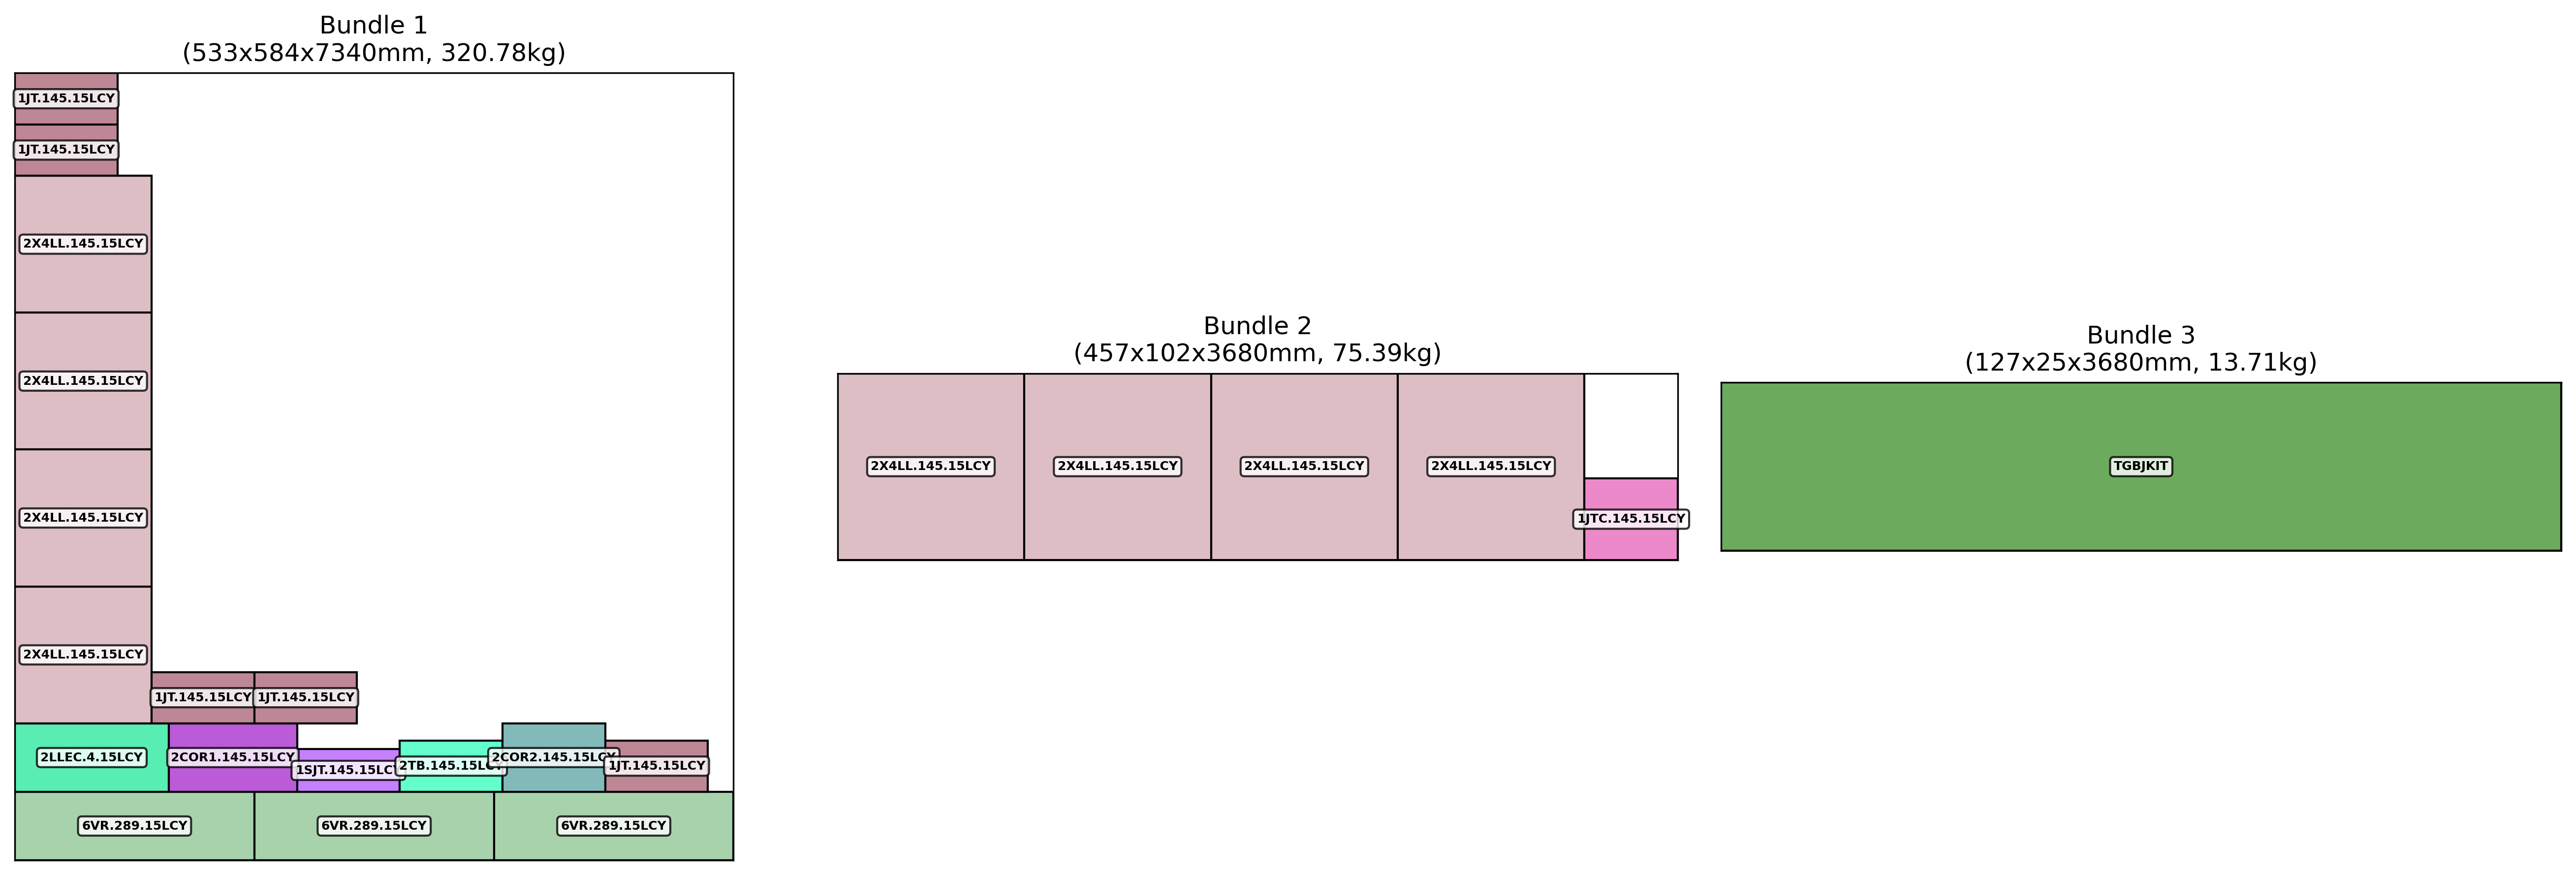 Bundle 1
(533x584x7340mm, 320.78kg)
1JT.145.15LCY
1JT.145.15LCY
2X4LL.145.15LCY
2X4LL.145.15LCY
2X4LL.145.15LCY
2X4LL.145.15LCY
1JT.145.15LCY 1JT.145.15LCY
2LLEC.4.15LCY 2COR1.145.15LCY 1SJT.145.15LCY 2TB.145.15LCY 2COR2.145.15LCY 1JT.145.15LCY
6VR.289.15LCY 6VR.289.15LCY 6VR.289.15LCY
Bundle 2
(457x102x3680mm, 75.39kg)
2X4LL.145.15LCY 2X4LL.145.15LCY 2X4LL.145.15LCY 2X4LL.145.15LCY
1JTC.145.15LCY
Bundle 3
(127x25x3680mm, 13.71kg)
TGBJKIT